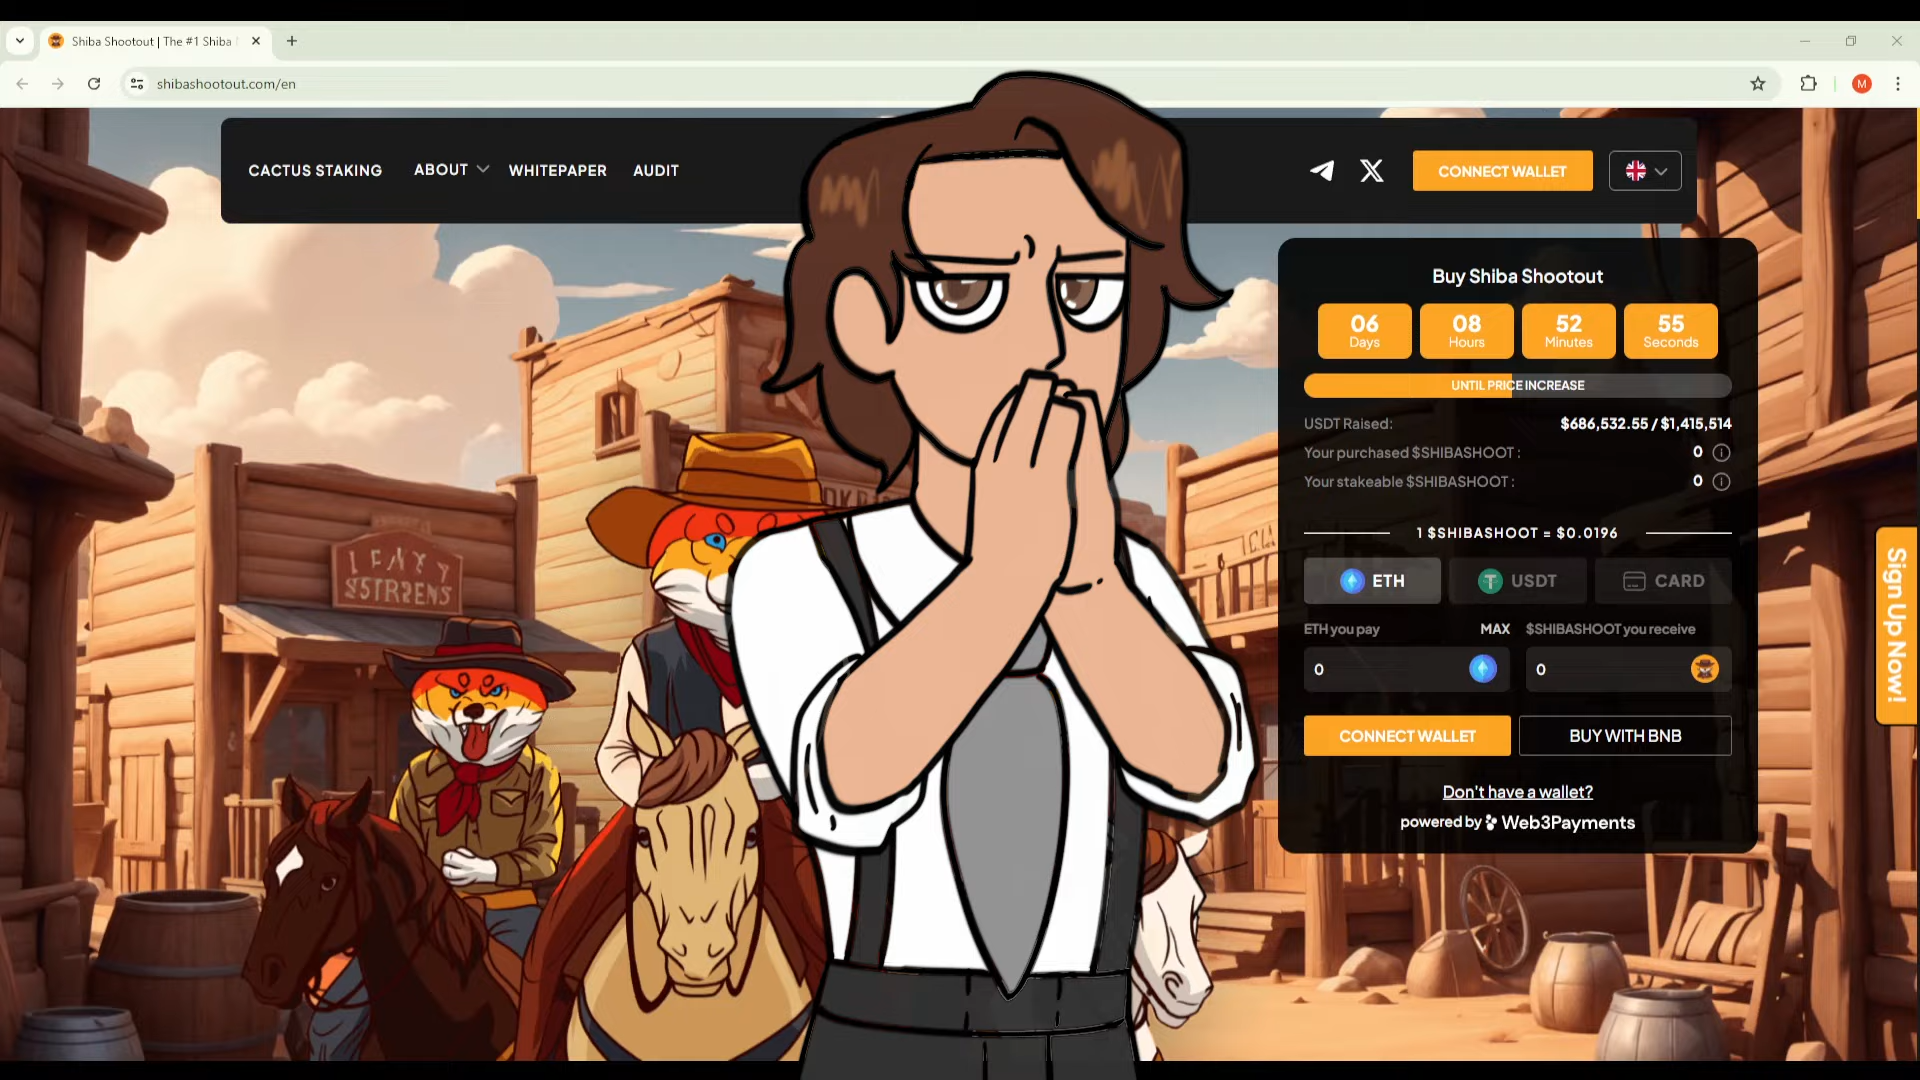 Shiba Shootout | The #1 Shiba
shibashootout.com/en
CACTUS STAKING
ABOUT
WHITEPAPER
AUDIT
CONNECT WALLET
Buy Shiba Shootout
06 08 52 55
Days Hours Minutes Seconds
UNTIL PRICE INCREASE
USDT Raised: $686,532.55 / $1,415,514
Your purchased $SHIBASHOOT : 0
Your stakeable $SHIBASHOOT : 0
1 $SHIBASHOOT = $0.0196
ETH USDT CARD
ETH you pay MAX $SHIBASHOOT you receive
0 0
CONNECT WALLET BUY WITH BNB
Don't have a wallet?
powered by Web3Payments
Sign Up Now!
M